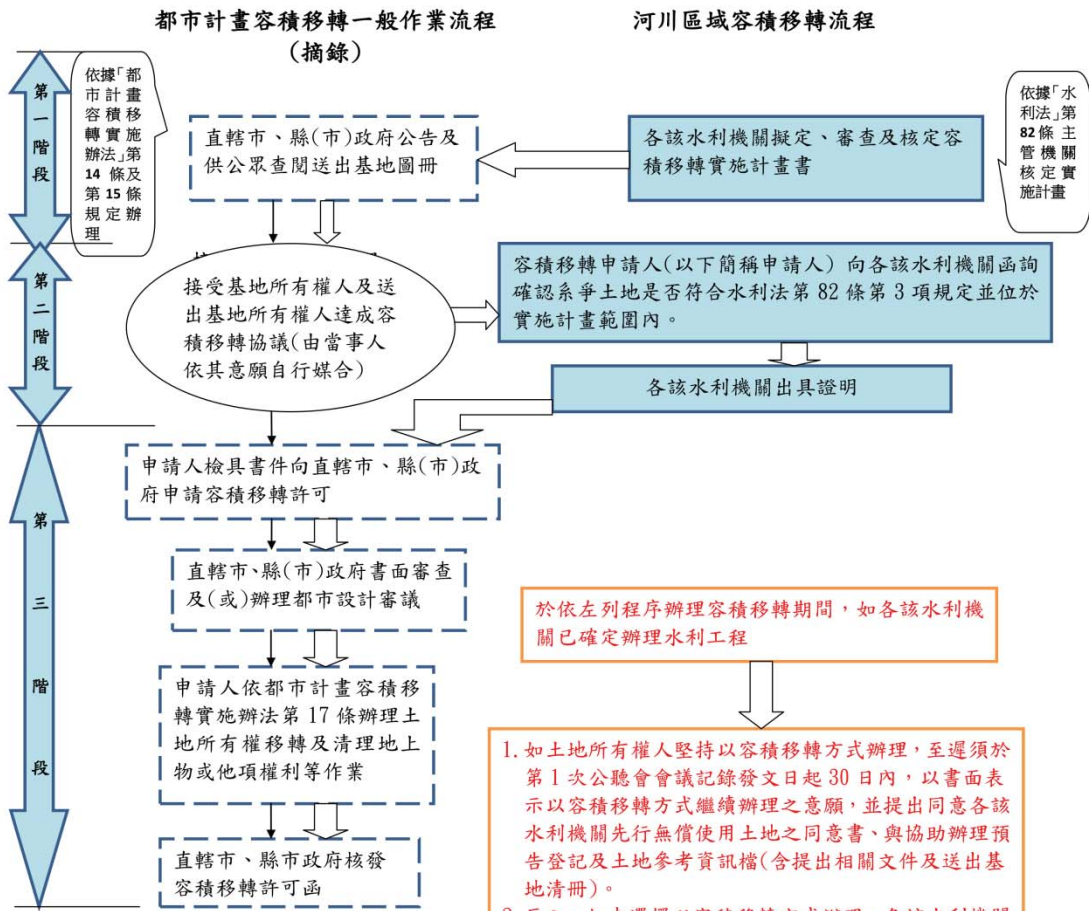 都市計畫容積移轉一般作業流程
(摘錄)
河川區域容積移轉流程
第一階段
依據「都
市計畫
容積移
轉實施
辦法」第
14 條及
第 15 條
規定辦
理
直轄市、縣(市)政府公告及
供公眾查閱送出基地圖冊
各該水利機關擬定、審查及核定容
積移轉實施計畫書
依據「水
利法」第
82條 主
管機關
核定實
施計畫
第二階段
接受基地所有權人及送
出基地所有權人達成容
積移轉協議(由當事人
依其意願自行媒合)
容積移轉申請人(以下簡稱申請人) 向各該水利機關函詢
確認系爭土地是否符合水利法第 82 條第 3 項規定並位於
實施計畫範圍內。
各該水利機關出具證明
第三階段
申請人檢具書件向直轄市、縣(市)政
府申請容積移轉許可
直轄市、縣(市)政府書面審查
及(或)辦理都市設計審議
申請人依都市計畫容積移
轉實施辦法第 17 條辦理土
地所有權移轉及清理地上
物或他項權利等作業
直轄市、縣市政府核發
容積移轉許可函
於依左列程序辦理容積移轉期間，如各該水利機
關已確定辦理水利工程
1. 如土地所有權人堅持以容積移轉方式辦理，至遲須於
第 1 次公聽會會議記錄發文日起 30 日內，以書面表
示以容積移轉方式繼續辦理之意願，並提出同意各該
水利機關先行無償使用土地之同意書、與協助辦理預
告登記及土地參考資訊檔(含提出相關文件及送出基
地清冊)。